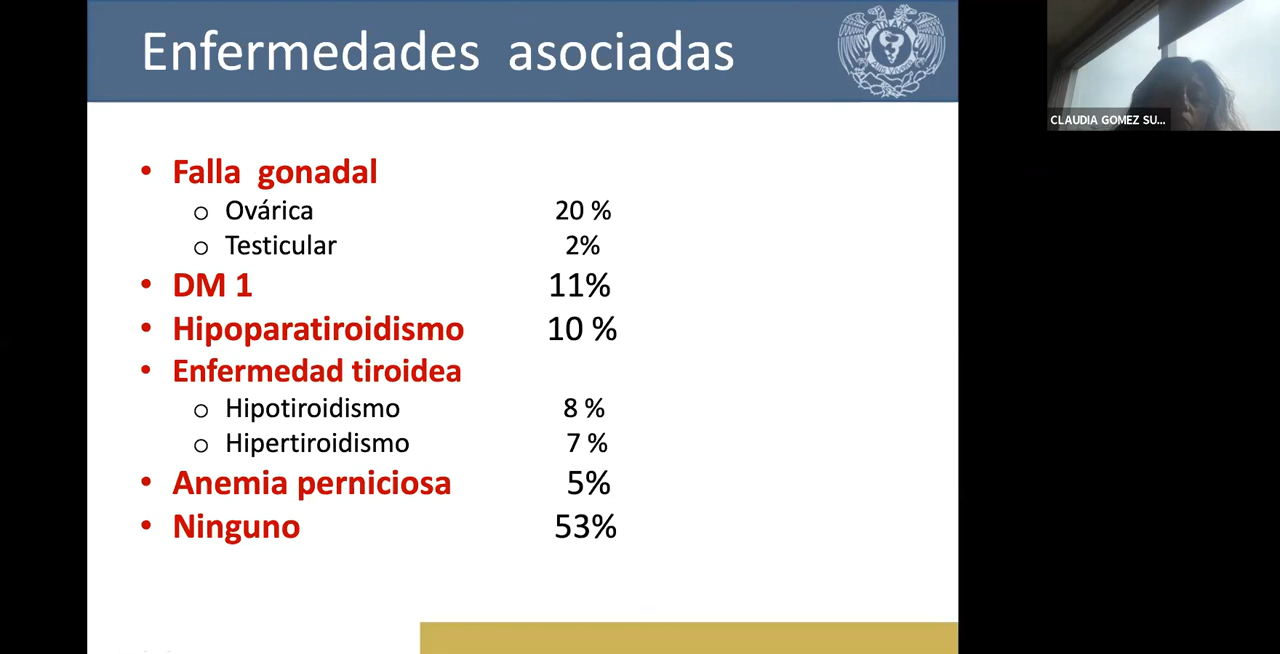 Enfermedades asociadas
CLAUDIA GOMEZ SU...
• Falla gonadal
o Ovárica 20 %
o Testicular 2%
• DM 1 11%
• Hipoparatiroidismo 10 %
• Enfermedad tiroidea
o Hipotiroidismo 8 %
o Hipertiroidismo 7 %
• Anemia perniciosa 5%
• Ninguno 53%